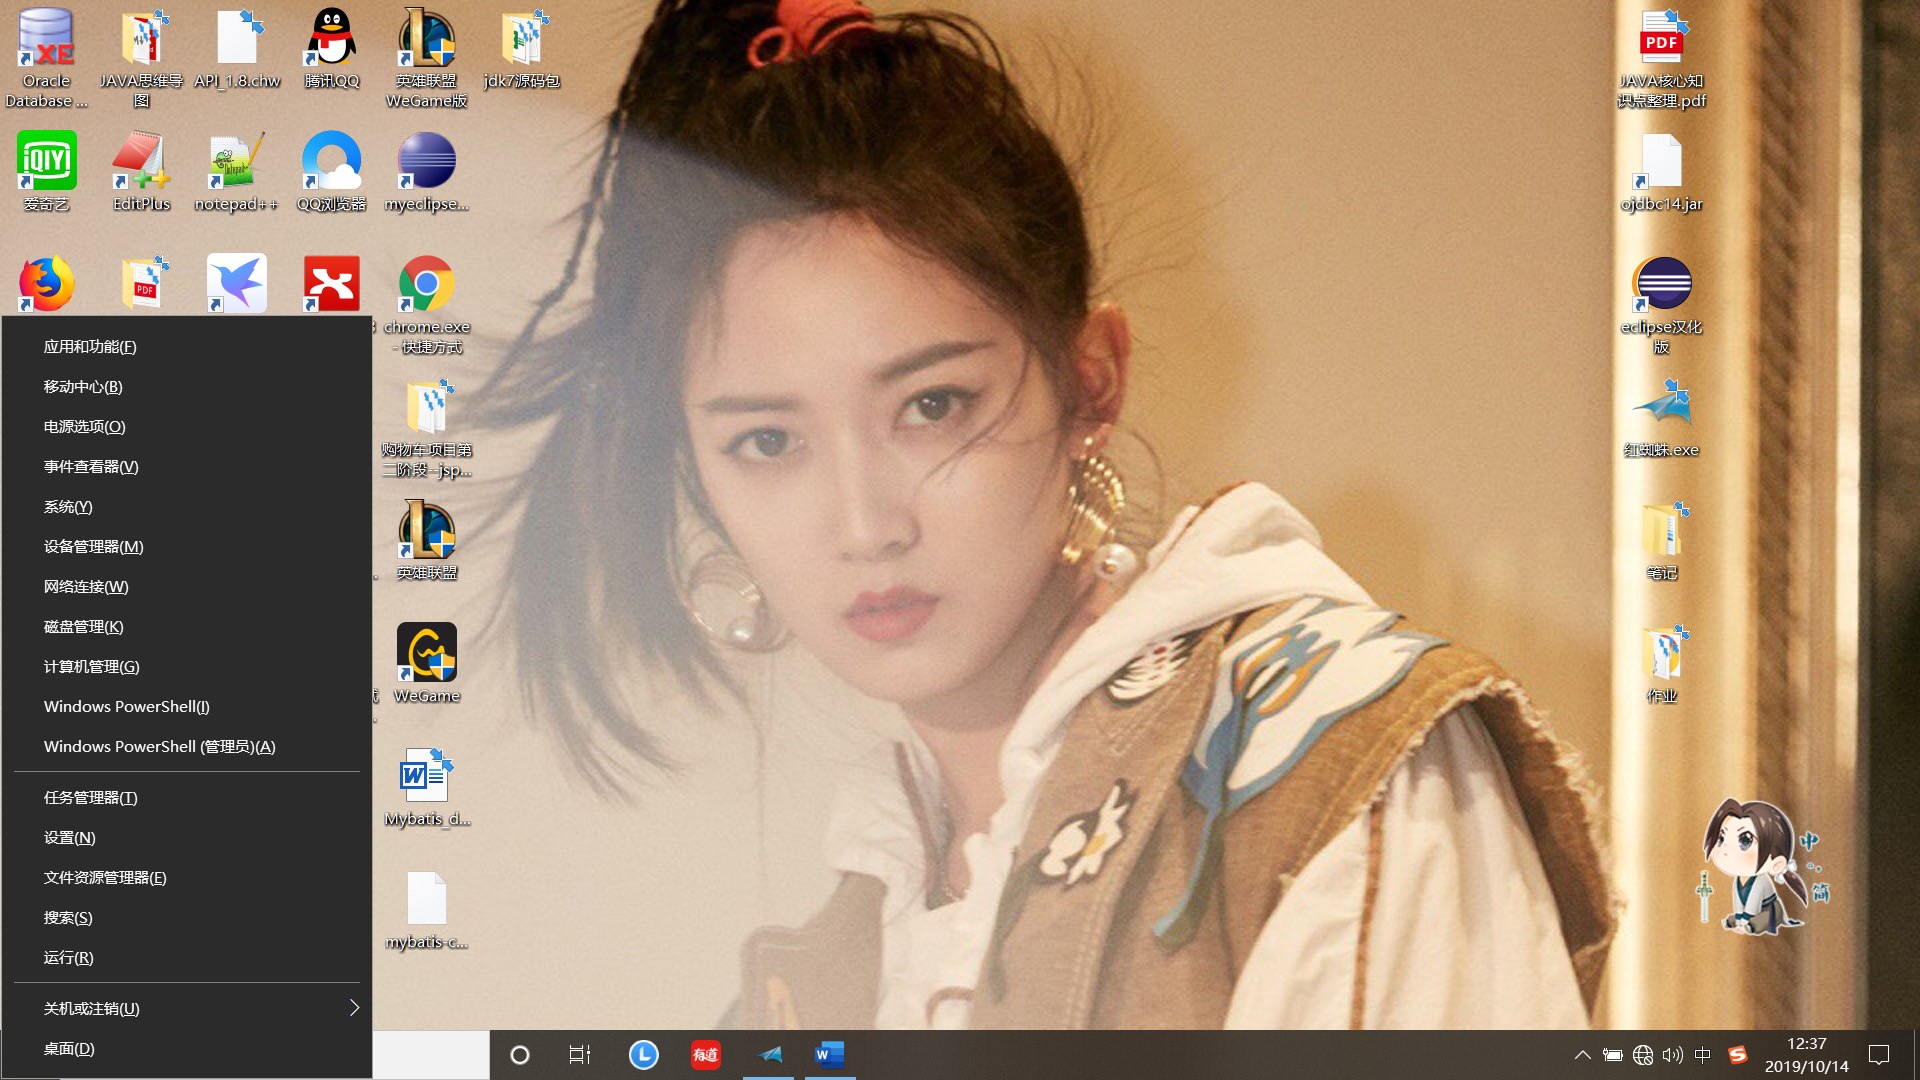 Oracle
Database ...
JAVA思维导
图
API_1.8.chw
腾讯QQ
英雄联盟
WeGame版
jdk7源码包
爱奇艺
EditPlus
notepad++
QQ浏览器
myeclipse...
chrome.exe
- 快捷方式
购物车项目第
二阶段--jsp...
英雄联盟
WeGame
Mybatis_d...
mybatis-c...
应用和功能(F)
移动中心(B)
电源选项(O)
事件查看器(V)
系统(Y)
设备管理器(M)
网络连接(W)
磁盘管理(K)
计算机管理(G)
Windows PowerShell(I)
Windows PowerShell (管理员)(A)
任务管理器(T)
设置(N)
文件资源管理器(E)
搜索(S)
运行(R)
关机或注销(U)
桌面(D)
PDF
JAVA核心知
识点整理.pdf
ojdbc14.jar
eclipse汉化
版
红蜘蛛.exe
笔记
作业
中
简
有道
中
12:37
2019/10/14